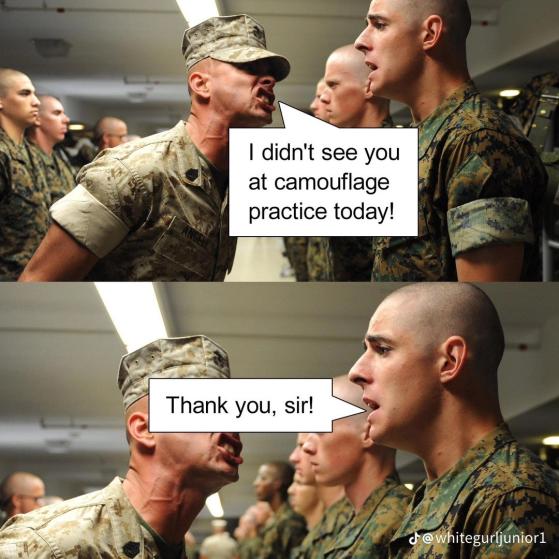 I didn't see you
at camouflage
practice today!
Thank you, sir!
@whitegurljunior1